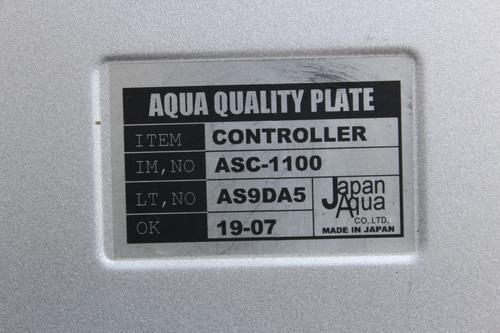 AQUA QUALITY PLATE
ITEM CONTROLLER
IM,NO ASC-1100
LT,NO AS9DA5
OK 19-07
Japan
Aqua
CO.,LTD.
MADE IN JAPAN